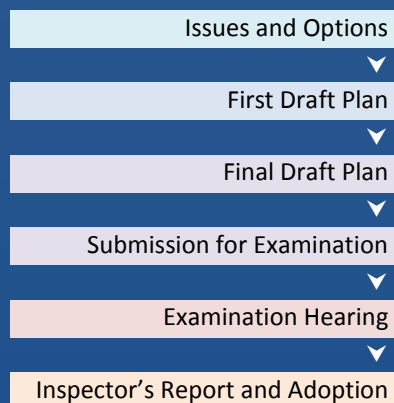 Issues and Options
First Draft Plan
Final Draft Plan
Submission for Examination
Examination Hearing
Inspector’s Report and Adoption